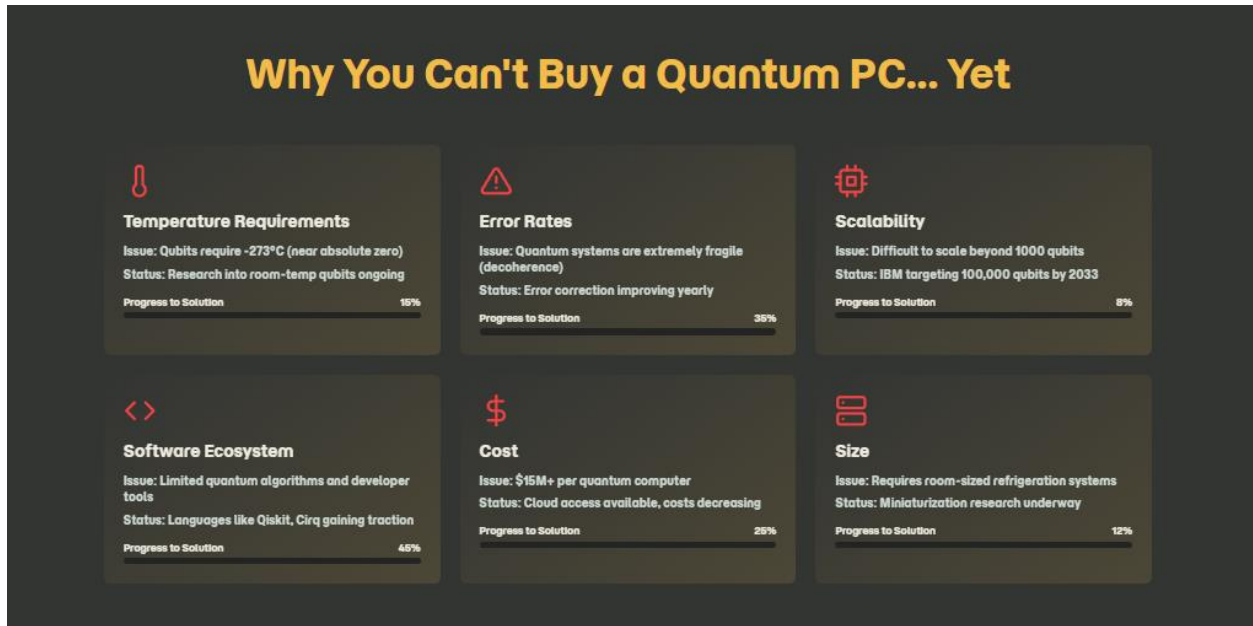 Why You Can't Buy a Quantum PC... Yet
Temperature Requirements
Issue: Qubits require -273°C (near absolute zero)
Status: Research into room-temp qubits ongoing
Progress to Solution 15%
Error Rates
Issue: Quantum systems are extremely fragile
(decoherence)
Status: Error correction improving yearly
Progress to Solution 35%
Scalability
Issue: Difficult to scale beyond 1000 qubits
Status: IBM targeting 100,000 qubits by 2033
Progress to Solution 8%
Software Ecosystem
Issue: Limited quantum algorithms and developer
tools
Status: Languages like Qiskit, Cirq gaining traction
Progress to Solution 45%
Cost
Issue: $15M+ per quantum computer
Status: Cloud access available, costs decreasing
Progress to Solution 25%
Size
Issue: Requires room-sized refrigeration systems
Status: Miniaturization research underway
Progress to Solution 12%